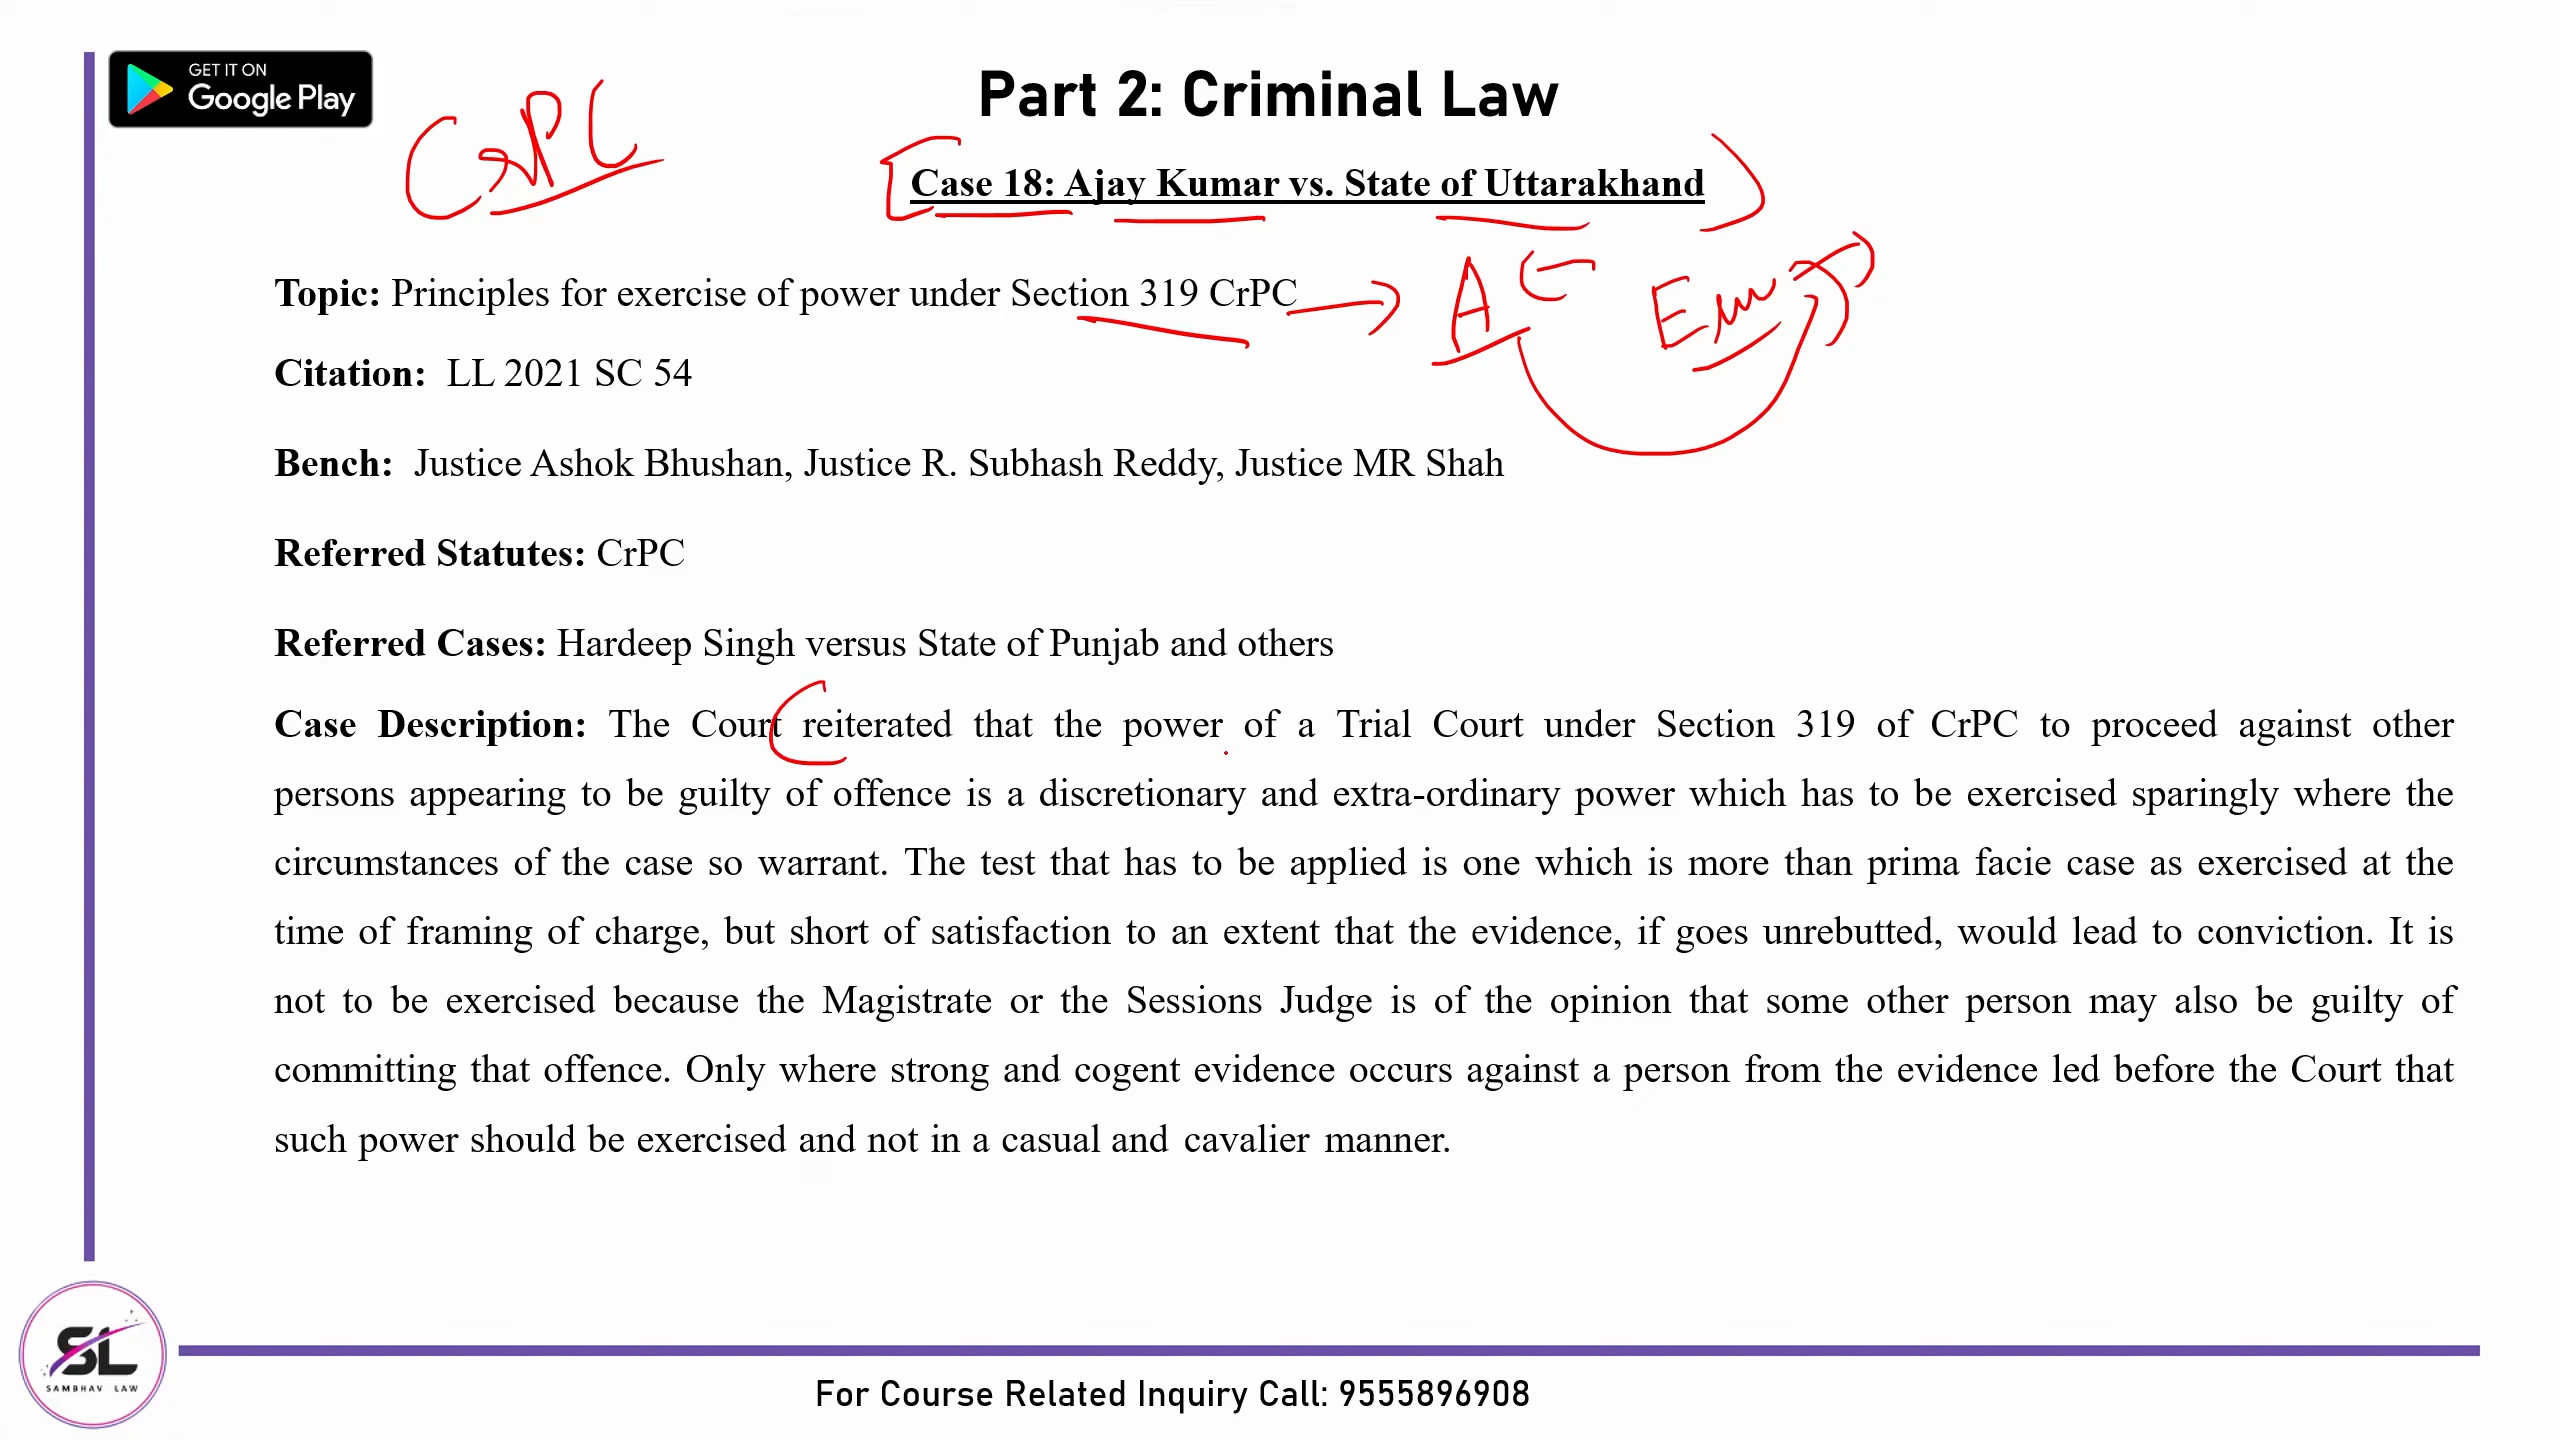 GET IT ON
Google Play
CrPC
Part 2: Criminal Law
Case 18: Ajay Kumar vs. State of Uttarakhand
Topic: Principles for exercise of power under Section 319 CrPC
A
Citation: LL 2021 SC 54
Bench: Justice Ashok Bhushan, Justice R. Subhash Reddy, Justice MR Shah
Referred Statutes: CrPC
Referred Cases: Hardeep Singh versus State of Punjab and others
Case Description: The Court reiterated that the power of a Trial Court under Section 319 of CrPC to proceed against other
persons appearing to be guilty of offence is a discretionary and extra-ordinary power which has to be exercised sparingly where the
circumstances of the case so warrant. The test that has to be applied is one which is more than prima facie case as exercised at the
time of framing of charge, but short of satisfaction to an extent that the evidence, if goes unrebutted, would lead to conviction. It is
not to be exercised because the Magistrate or the Sessions Judge is of the opinion that some other person may also be guilty of
committing that offence. Only where strong and cogent evidence occurs against a person from the evidence led before the Court that
such power should be exercised and not in a casual and cavalier manner.
SL
SAMBHAV LAW
For Course Related Inquiry Call: 9555896908